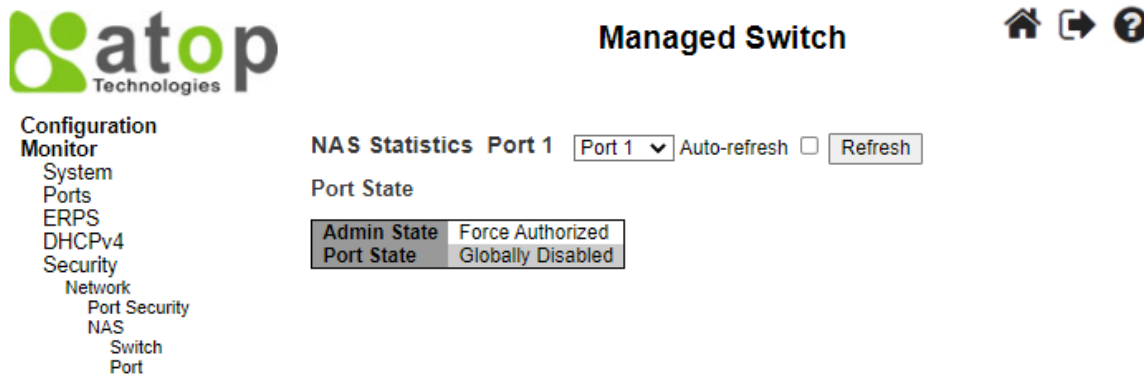 atop
Technologies
Managed Switch
Configuration
Monitor
System
Ports
ERPS
DHCPv4
Security
Network
Port Security
NAS
Switch
Port
NAS Statistics Port 1 Port 1 Auto-refresh Refresh
Port State
Admin State Force Authorized
Port State Globally Disabled